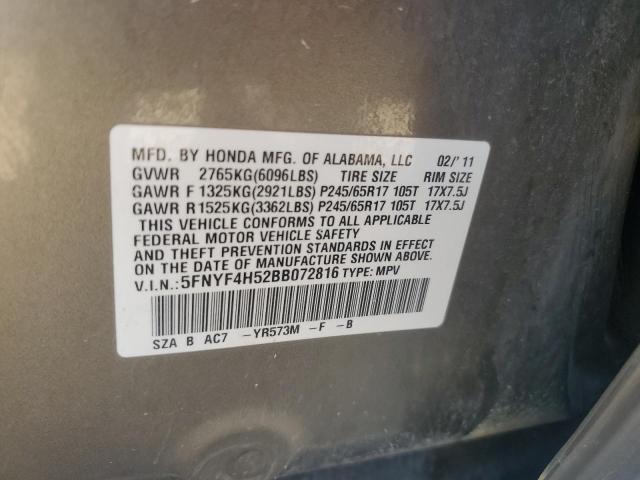 MFD. BY HONDA MFG. OF ALABAMA, LLC 02/'11
GVWR 2765KG(6096LBS) TIRE SIZE RIM SIZE
GAWR F 1325KG(2921LBS) P245/65R17 105T 17X7.5J
GAWR R1525KG(3362LBS) P245/65R17 105T 17X7.5J
THIS VEHICLE CONFORMS TO ALL APPLICABLE
FEDERAL MOTOR VEHICLE SAFETY
AND THEFT PREVENTION STANDARDS IN EFFECT
ON THE DATE OF MANUFACTURE SHOWN ABOVE.
V.I.N.:5FNYF4H52BB072816 TYPE: MPV
SZA B AC7 -YR573M -F -B